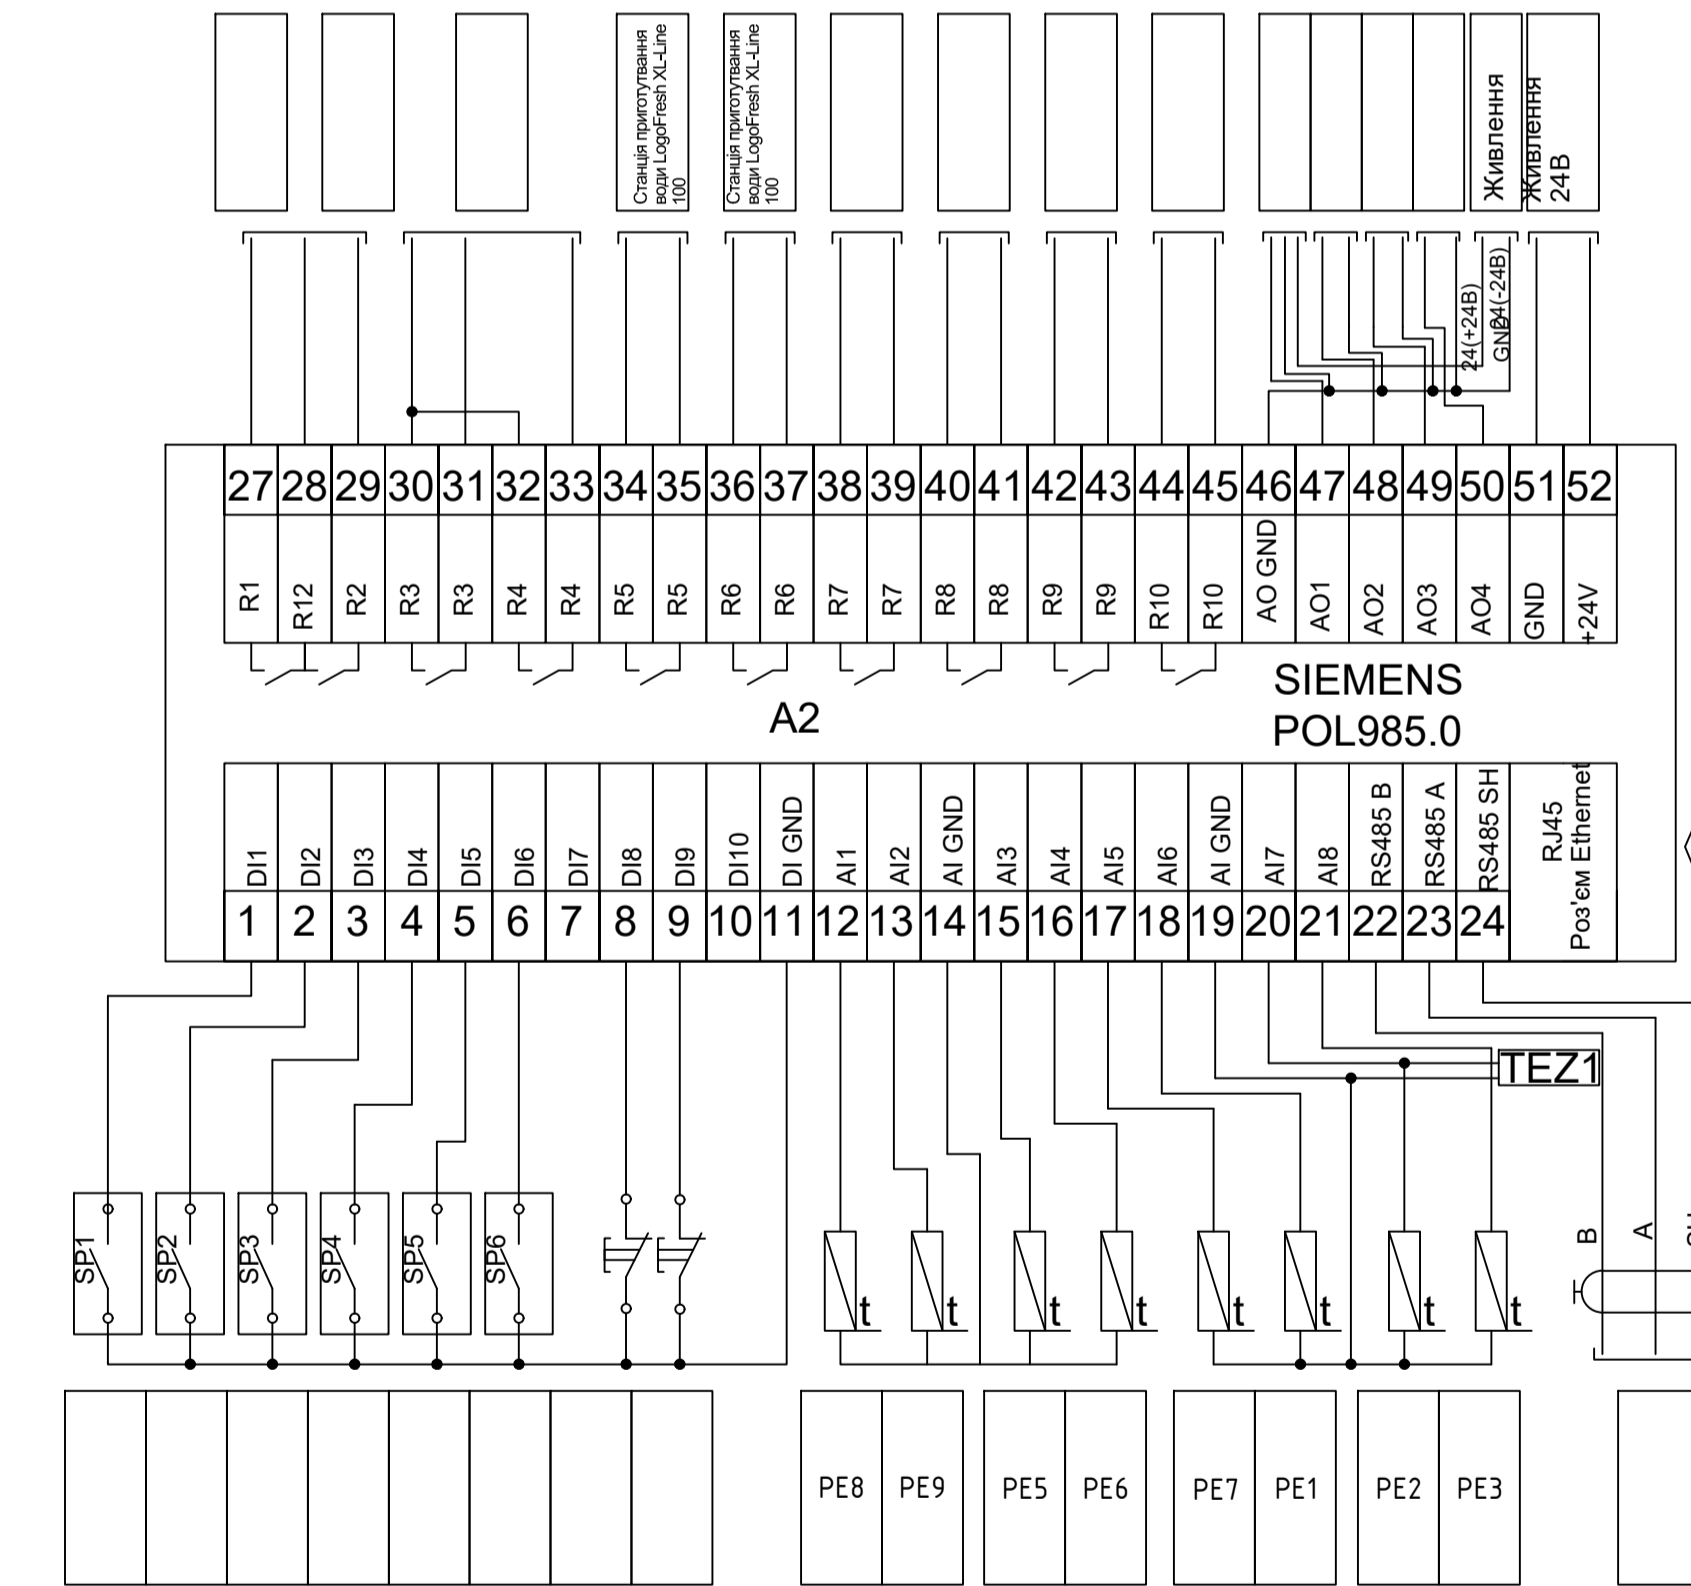 Станція приготутвання
води LogoFresh XL-Line
100
Станція приготутвання
води LogoFresh XL-Line
100
Живлення
Живлення
24В
24(+24В)
24(-24В)
GND
27 28 29 30 31 32 33 34 35 36 37 38 39 40 41 42 43 44 45 46 47 48 49 50 51 52
R1 R12 R2 R3 R3 R4 R4 R5 R5 R6 R6 R7 R7 R8 R8 R9 R9 R10 R10 AO GND AO1 AO2 AO3 AO4 GND +24V
SIEMENS
A2
POL985.0
DI1 DI2 DI3 DI4 DI5 DI6 DI7 DI8 DI9 DI10 DI GND AI1 AI2 AI GND AI3 AI4 AI5 AI6 AI GND AI7 AI8 RS485 B RS485 A RS485 SH
RJ45
Роз'єм Ethernet
1 2 3 4 5 6 7 8 9 10 11 12 13 14 15 16 17 18 19 20 21 22 23 24
TEZ1
SP1 SP2 SP3 SP4 SP5 SP6
t t t t t t t t
B A
PE8 PE9 PE5 PE6 PE7 PE1 PE2 PE3